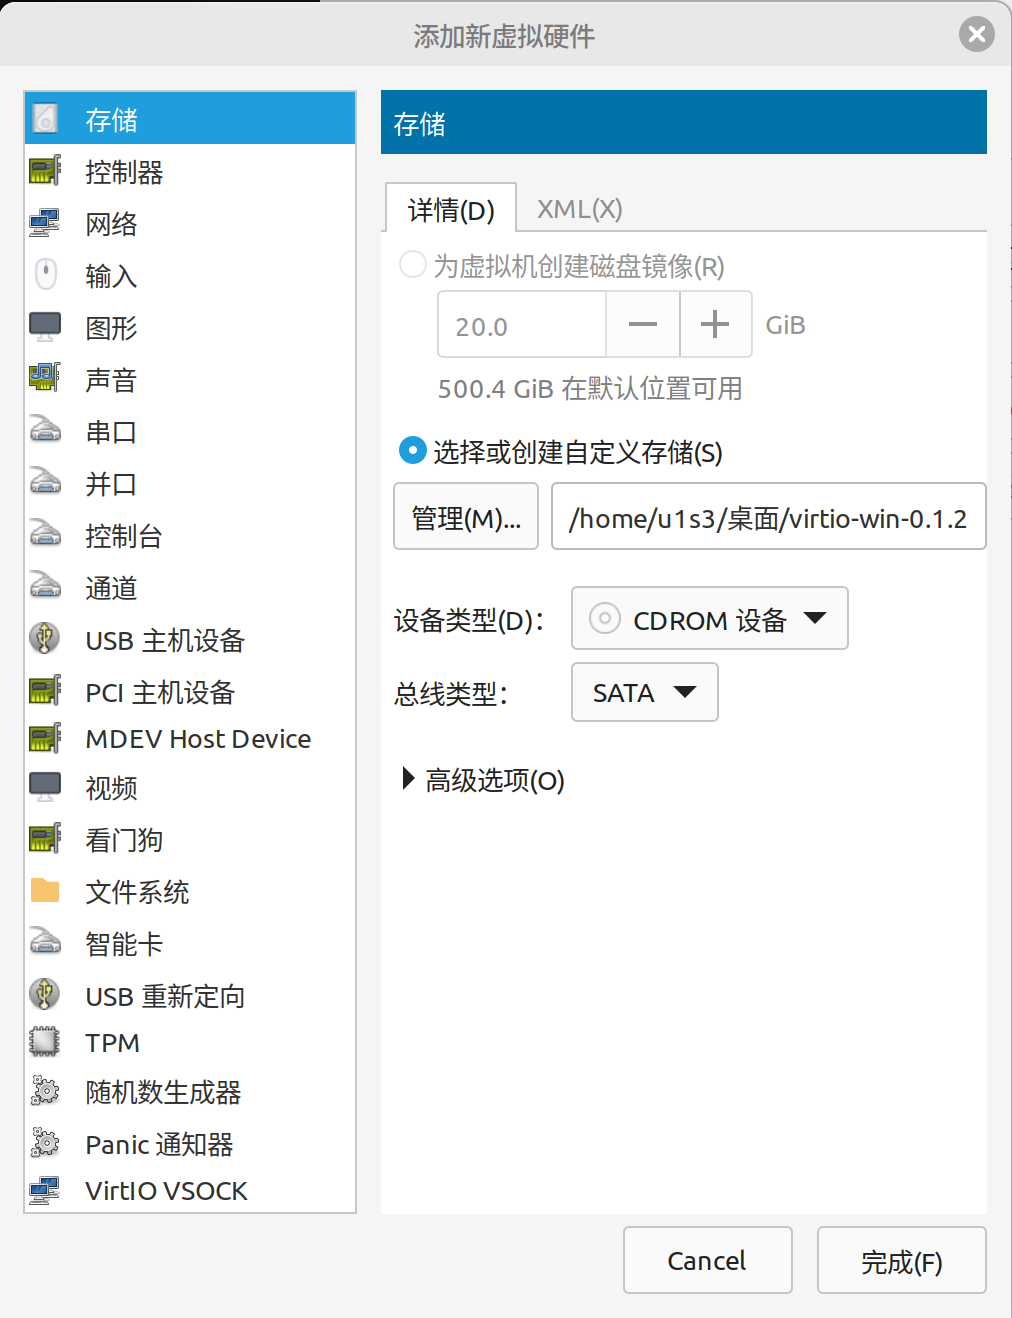 添加新虚拟硬件
存储
控制器
网络
输入
图形
声音
串口
并口
控制台
通道
USB 主机设备
PCI 主机设备
MDEV Host Device
视频
看门狗
文件系统
智能卡
USB 重新定向
TPM
随机数生成器
Panic 通知器
VirtIO VSOCK
存储
详情(D)
XML(X)
为虚拟机创建磁盘镜像(R)
20.0
GiB
500.4 GiB 在默认位置可用
选择或创建自定义存储(S)
管理(M)...
/home/u1s3/桌面/virtio-win-0.1.2
设备类型(D)：
CDROM 设备
总线类型：
SATA
高级选项(O)
Cancel
完成(F)